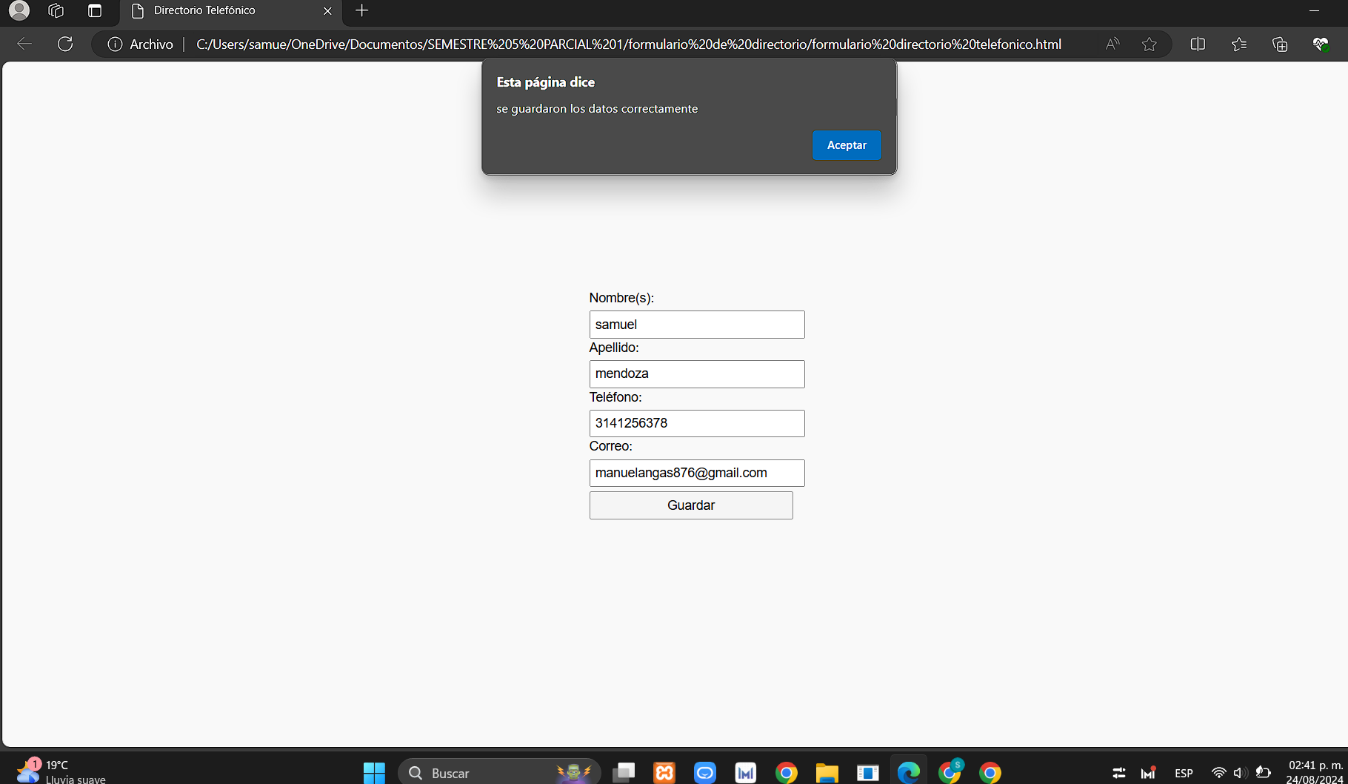 Directorio Telefónico
Archivo
C:/Users/samue/OneDrive/Documentos/SEMESTRE%205%20PARCIAL%201/formulario%20de%20directorio/formulario%20directorio%20telefonico.html
Esta página dice
se guardaron los datos correctamente
Aceptar
Nombre(s):
samuel
Apellido:
mendoza
Teléfono:
3141256378
Correo:
manuelangas876@gmail.com
Guardar
1
19°C
Lluvia suave
Buscar
S
ESP
02:41 p. m.
24/08/2024